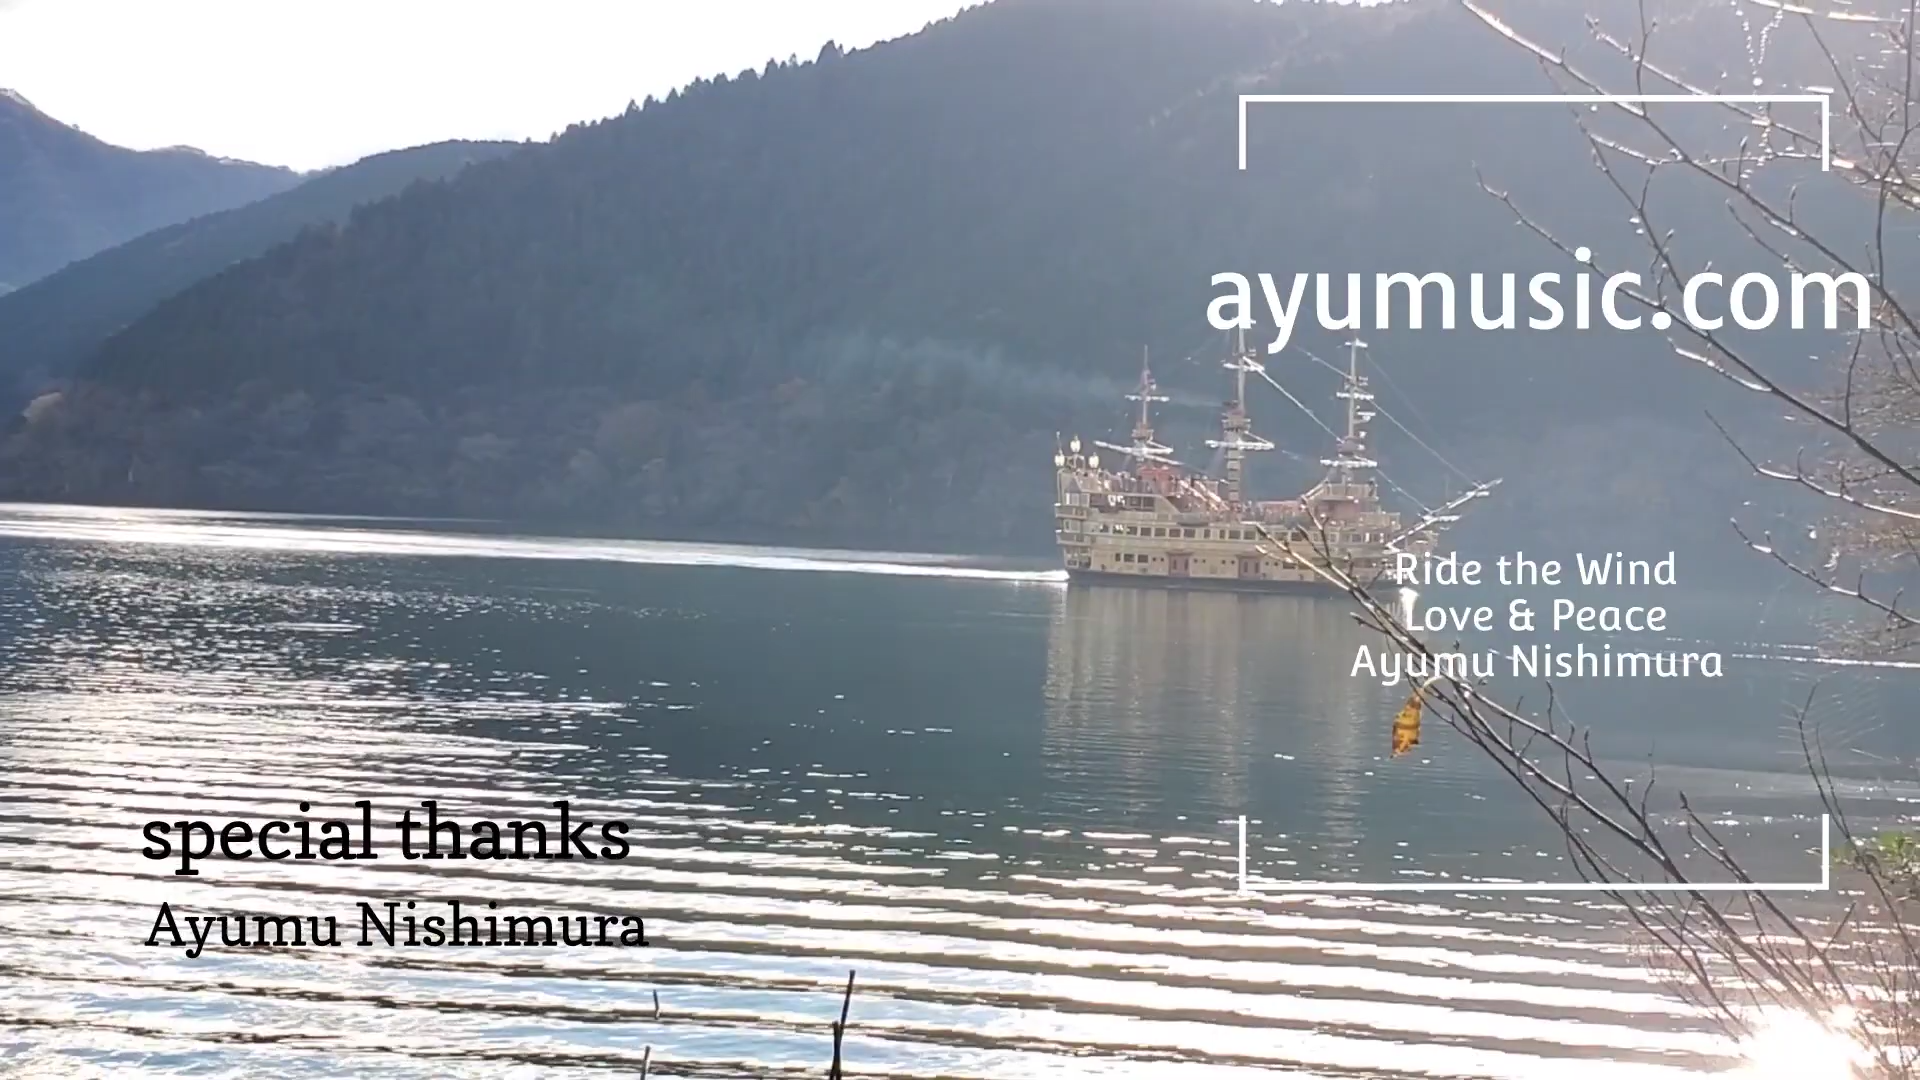 ayumusic.com
Ride the Wind
Love & Peace
Ayumu Nishimura
special thanks
Ayumu Nishimura